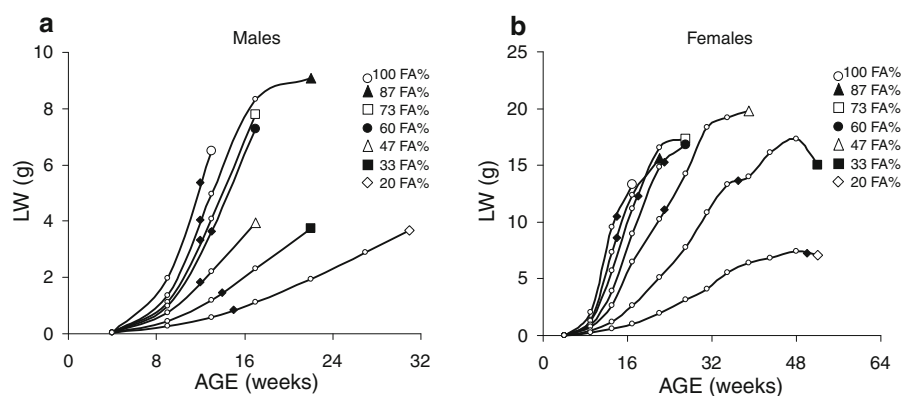 a
Males
10
8
6
4
2
0
0 8 16 24 32
LW (g)
AGE (weeks)
100 FA%
87 FA%
73 FA%
60 FA%
47 FA%
33 FA%
20 FA%
b
Females
25
20
15
10
5
0
0 16 32 48 64
LW (g)
AGE (weeks)
100 FA%
87 FA%
73 FA%
60 FA%
47 FA%
33 FA%
20 FA%